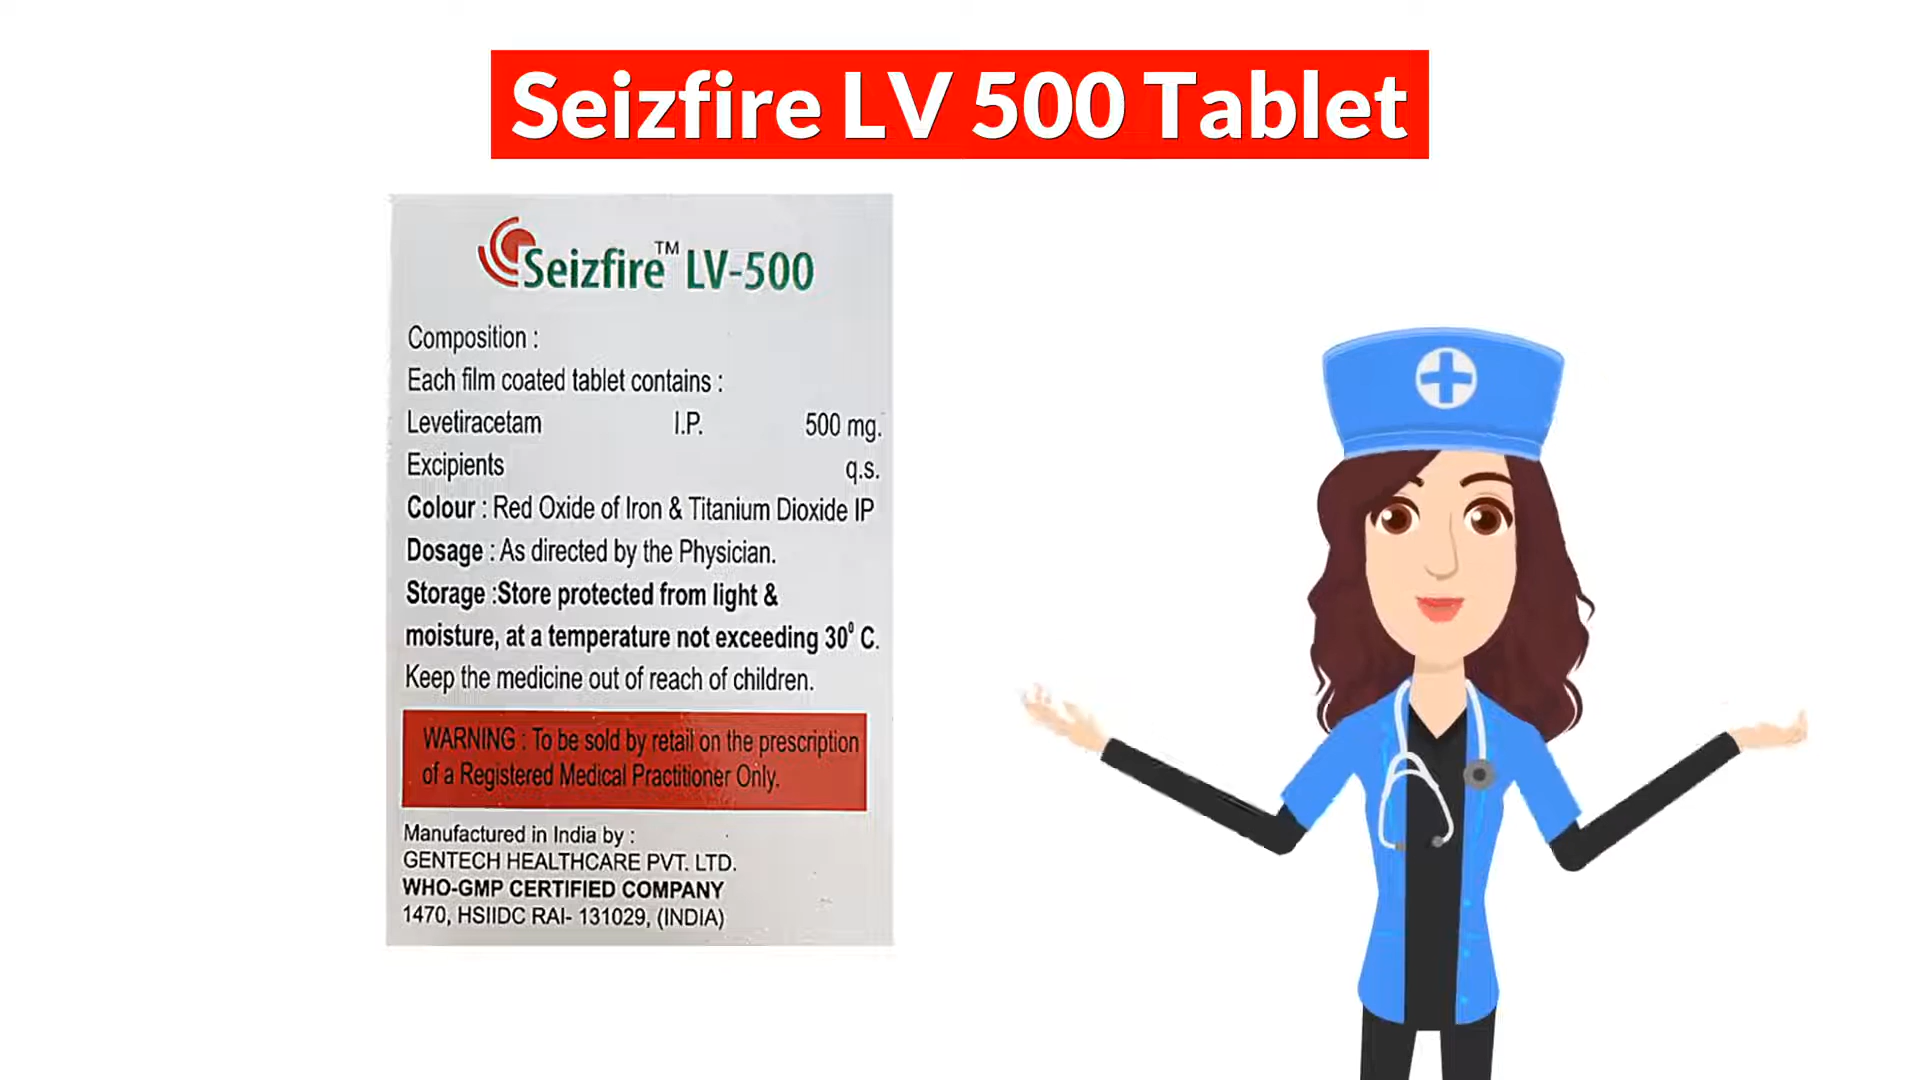 Seizfire LV 500 Tablet
Seizfire™ LV-500
Composition :
Each film coated tablet contains :
Levetiracetam I.P. 500 mg.
Excipients q.s.
Colour : Red Oxide of Iron & Titanium Dioxide IP
Dosage : As directed by the Physician.
Storage :Store protected from light &
moisture, at a temperature not exceeding 30⁰ C.
Keep the medicine out of reach of children.
WARNING : To be sold by retail on the prescription
of a Registered Medical Practitioner Only.
Manufactured in India by :
GENTECH HEALTHCARE PVT. LTD.
WHO-GMP CERTIFIED COMPANY
1470, HSIIDC RAI- 131029, (INDIA)